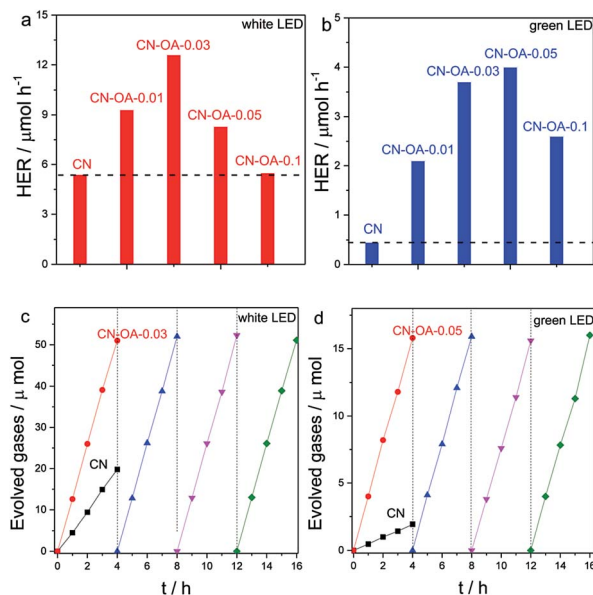 a
white LED
15
12
9
6
3
0
HER / μmol h⁻¹
CN
CN-OA-0.01
CN-OA-0.03
CN-OA-0.05
CN-OA-0.1
b
green LED
5
4
3
2
1
0
HER / μmol h⁻¹
CN
CN-OA-0.01
CN-OA-0.03
CN-OA-0.05
CN-OA-0.1
c
white LED
CN-OA-0.03
CN
50
40
30
20
10
0
Evolved gases / μ mol
0 2 4 6 8 10 12 14 16
t / h
d
green LED
CN-OA-0.05
CN
15
10
5
0
Evolved gases / μ mol
0 2 4 6 8 10 12 14 16
t / h